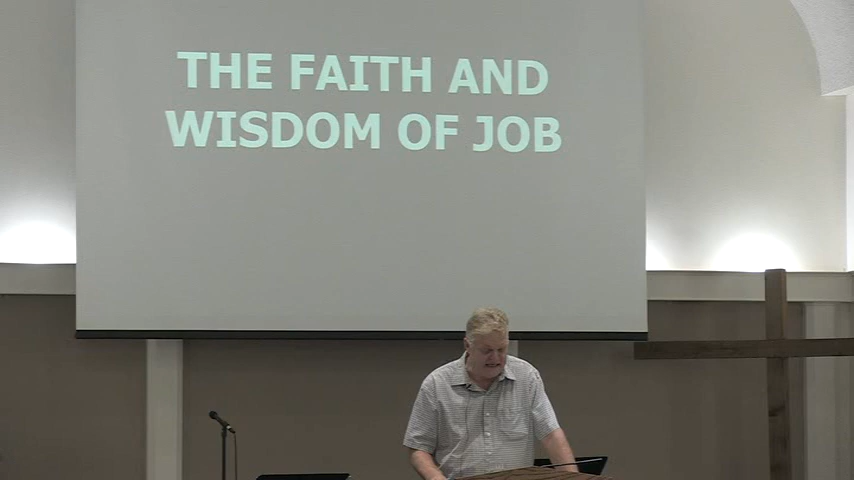 THE FAITH AND
WISDOM OF JOB